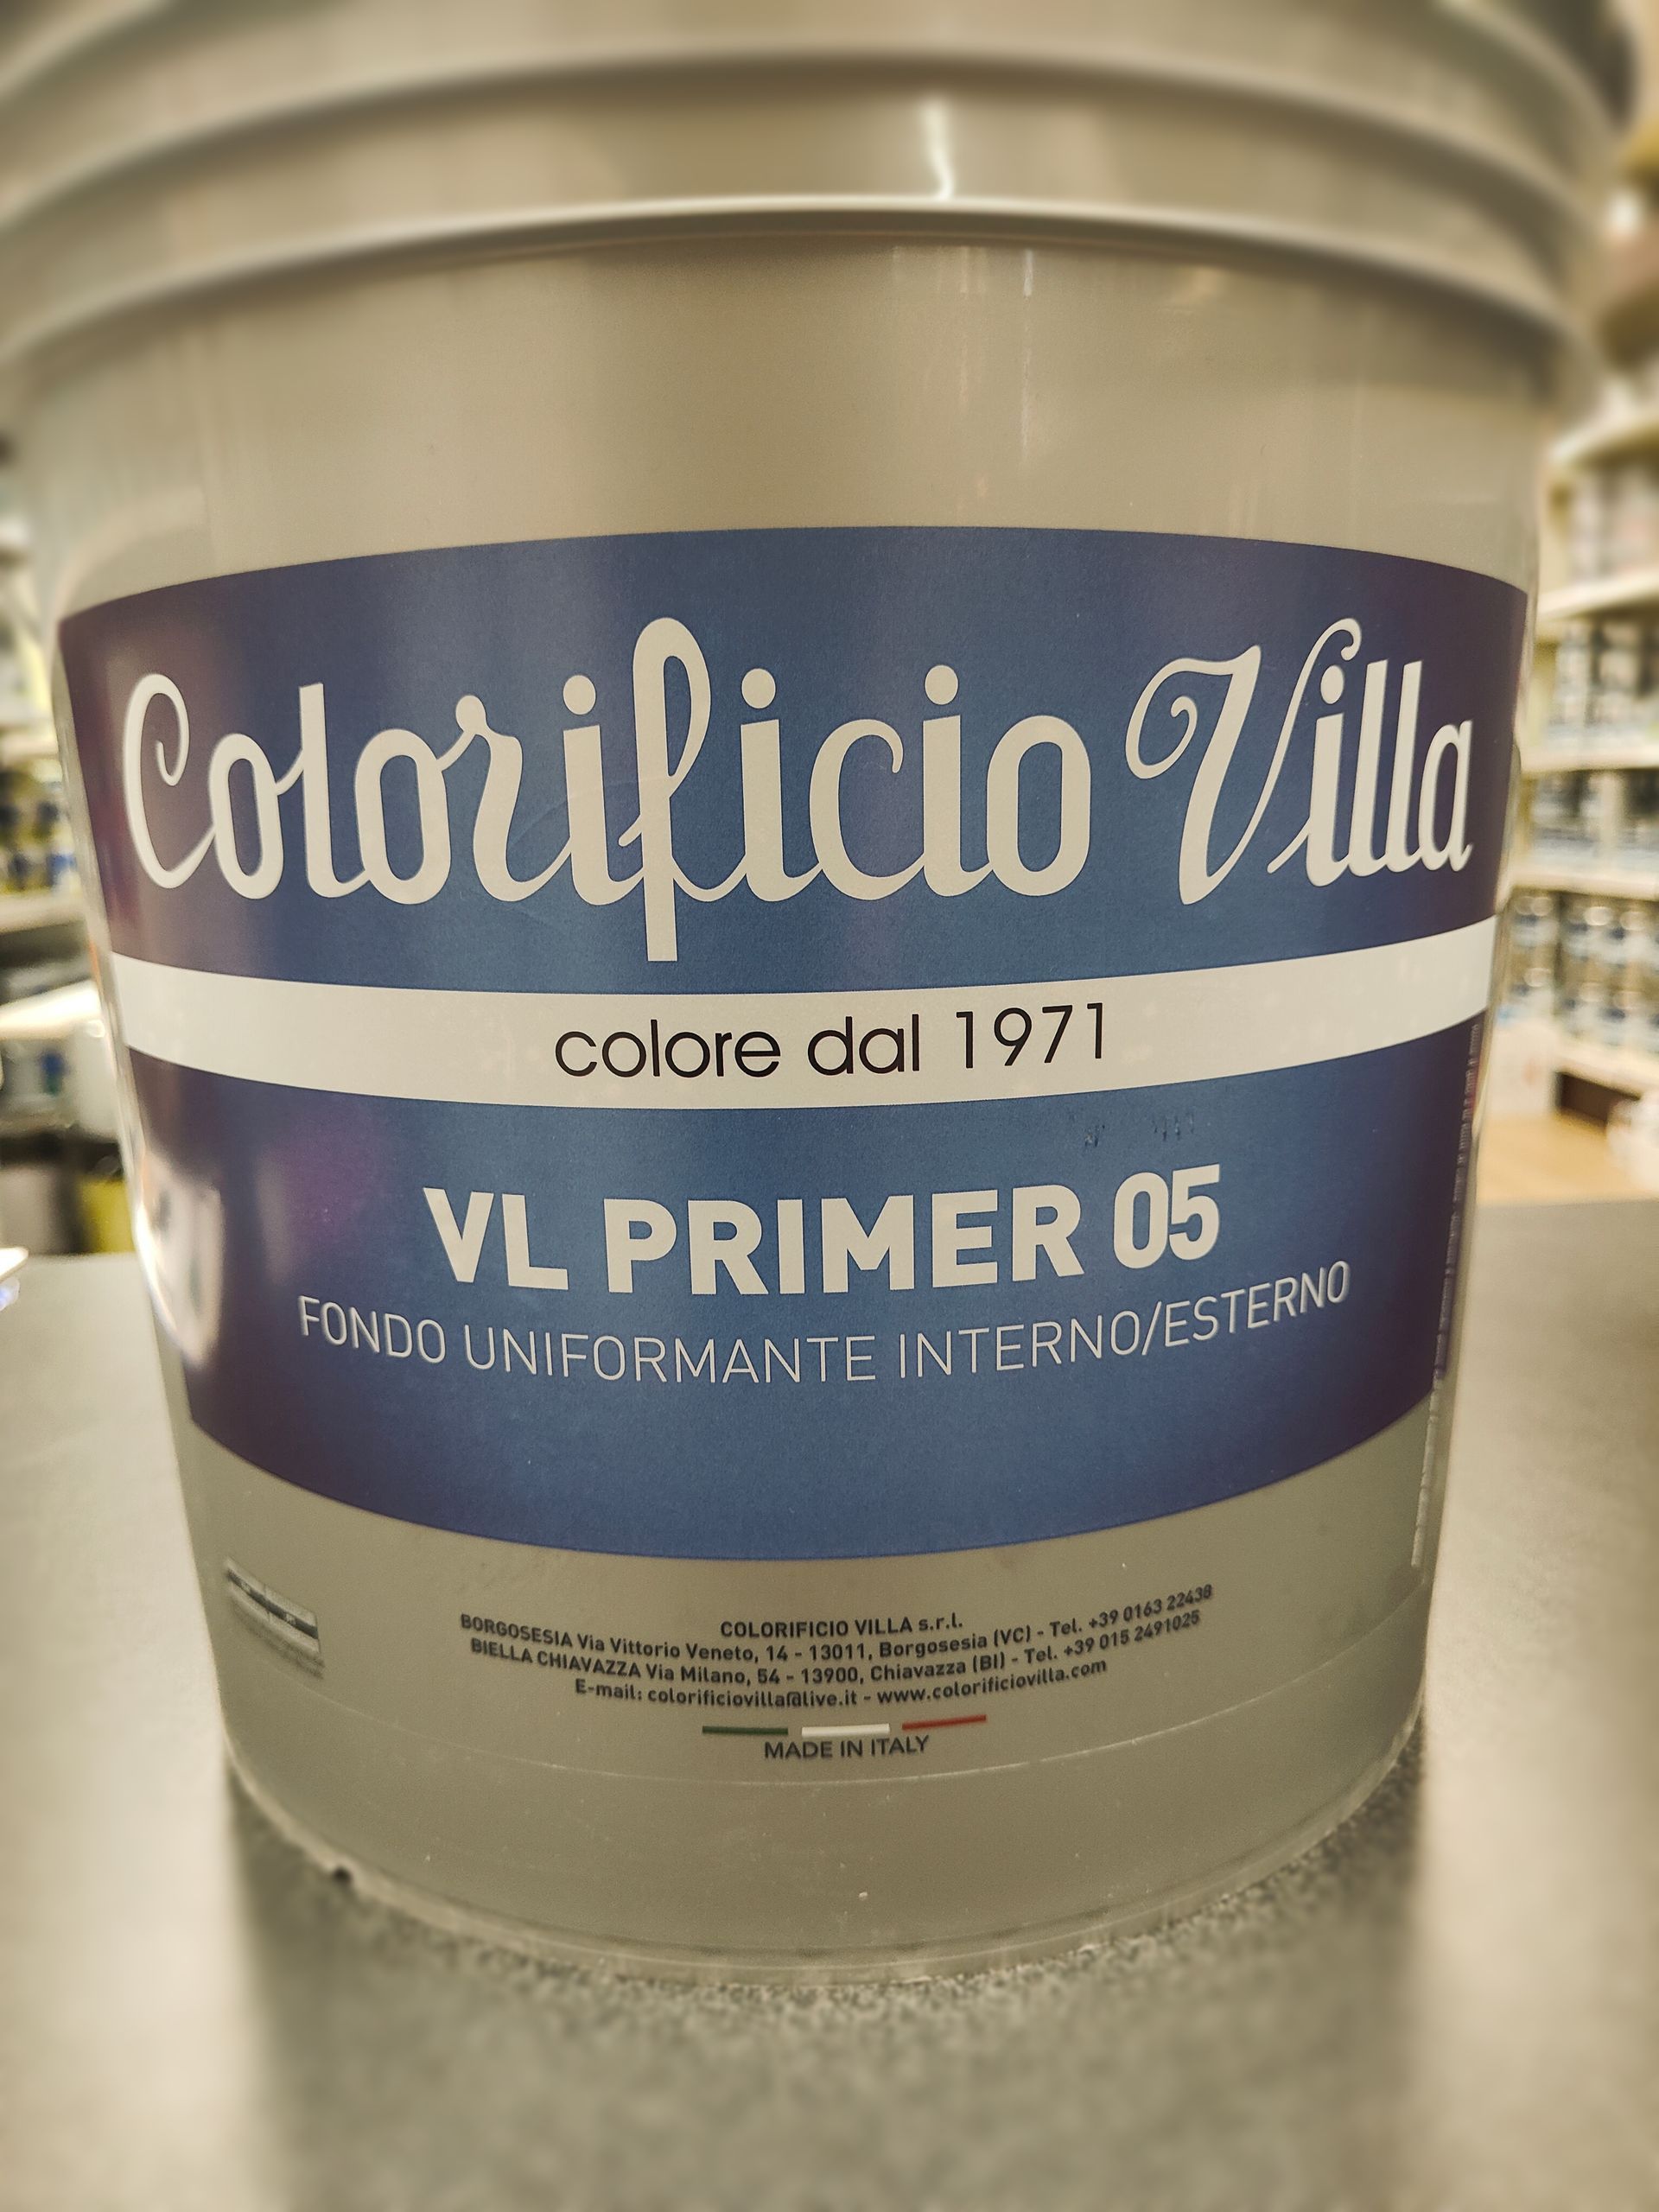 Colorificio Villa
colore dal 1971
VL PRIMER 05
FONDO UNIFORMANTE INTERNO/ESTERNO
COLORIFICIO VILLA s.r.l.
BORGOSESIA Via Vittorio Veneto, 14 - 13011, Borgosesia (VC) - Tel. +39 0163 22438
BIELLA CHIAVAZZA Via Milano, 54 - 13900, Chiavazza (BI) - Tel. +39 015 2491025
E-mail: colorificiovilla@live.it - www.colorificiovilla.com
MADE IN ITALY